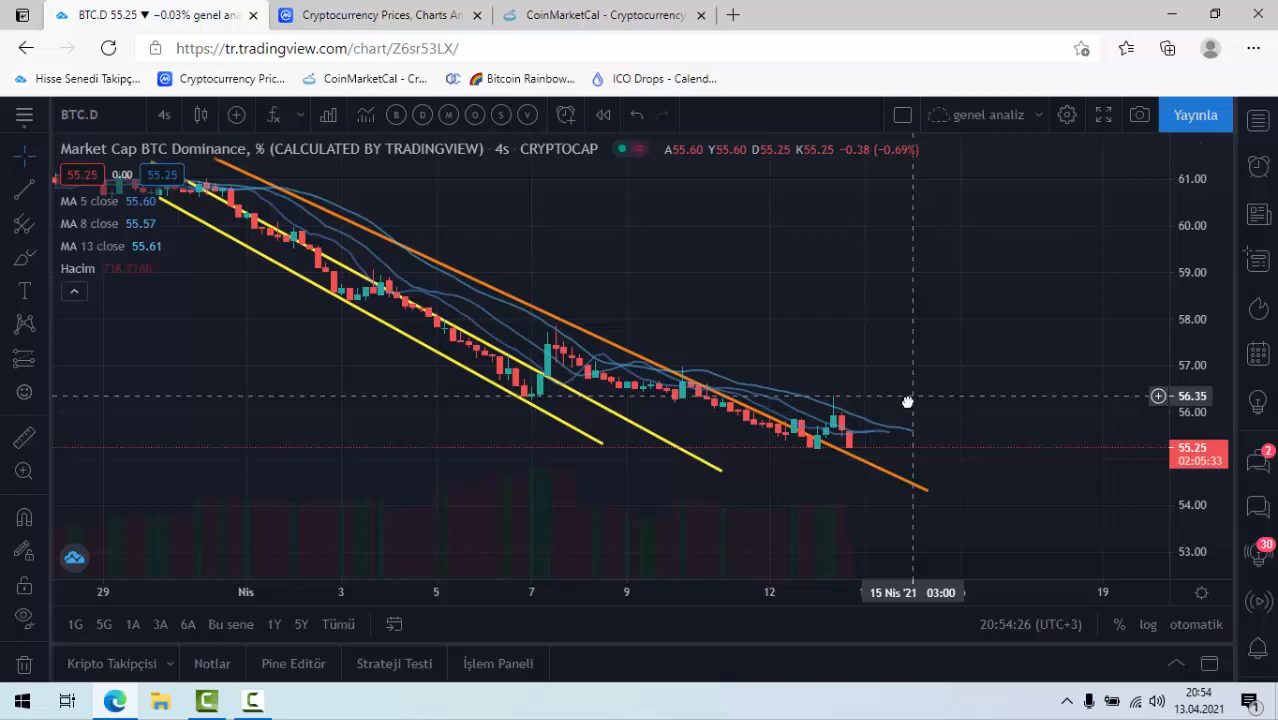 BTC.D 55.25 ▼ −0.03% genel ana
Cryptocurrency Prices, Charts An
CoinMarketCal - Cryptocurrency
https://tr.tradingview.com/chart/Z6sr53LX/
Hisse Senedi Takipç...
Cryptocurrency Pric...
CoinMarketCal - Cr...
Bitcoin Rainbow...
ICO Drops - Calend...
BTC.D
4s
B D M O S V
genel analiz
Yayınla
Market Cap BTC Dominance, % (CALCULATED BY TRADINGVIEW) · 4s · CRYPTOCAP
A55.60 Y55.60 D55.25 K55.25 −0.38 (−0.69%)
55.25 0.00 55.25
MA 5 close 55.60
MA 8 close 55.57
MA 13 close 55.61
Hacim 718.776B
61.00
60.00
59.00
58.00
57.00
56.35
56.00
55.25
02:05:33
54.00
53.00
29 Nis 3 5 7 9 12 15 Nis '21 03:00 19
1G 5G 1A 3A 6A Bu sene 1Y 5Y Tümü
20:54:26 (UTC+3)
% log otomatik
Kripto Takipçisi
Notlar
Pine Editör
Strateji Testi
İşlem Paneli
2
30
20:54
13.04.2021
1